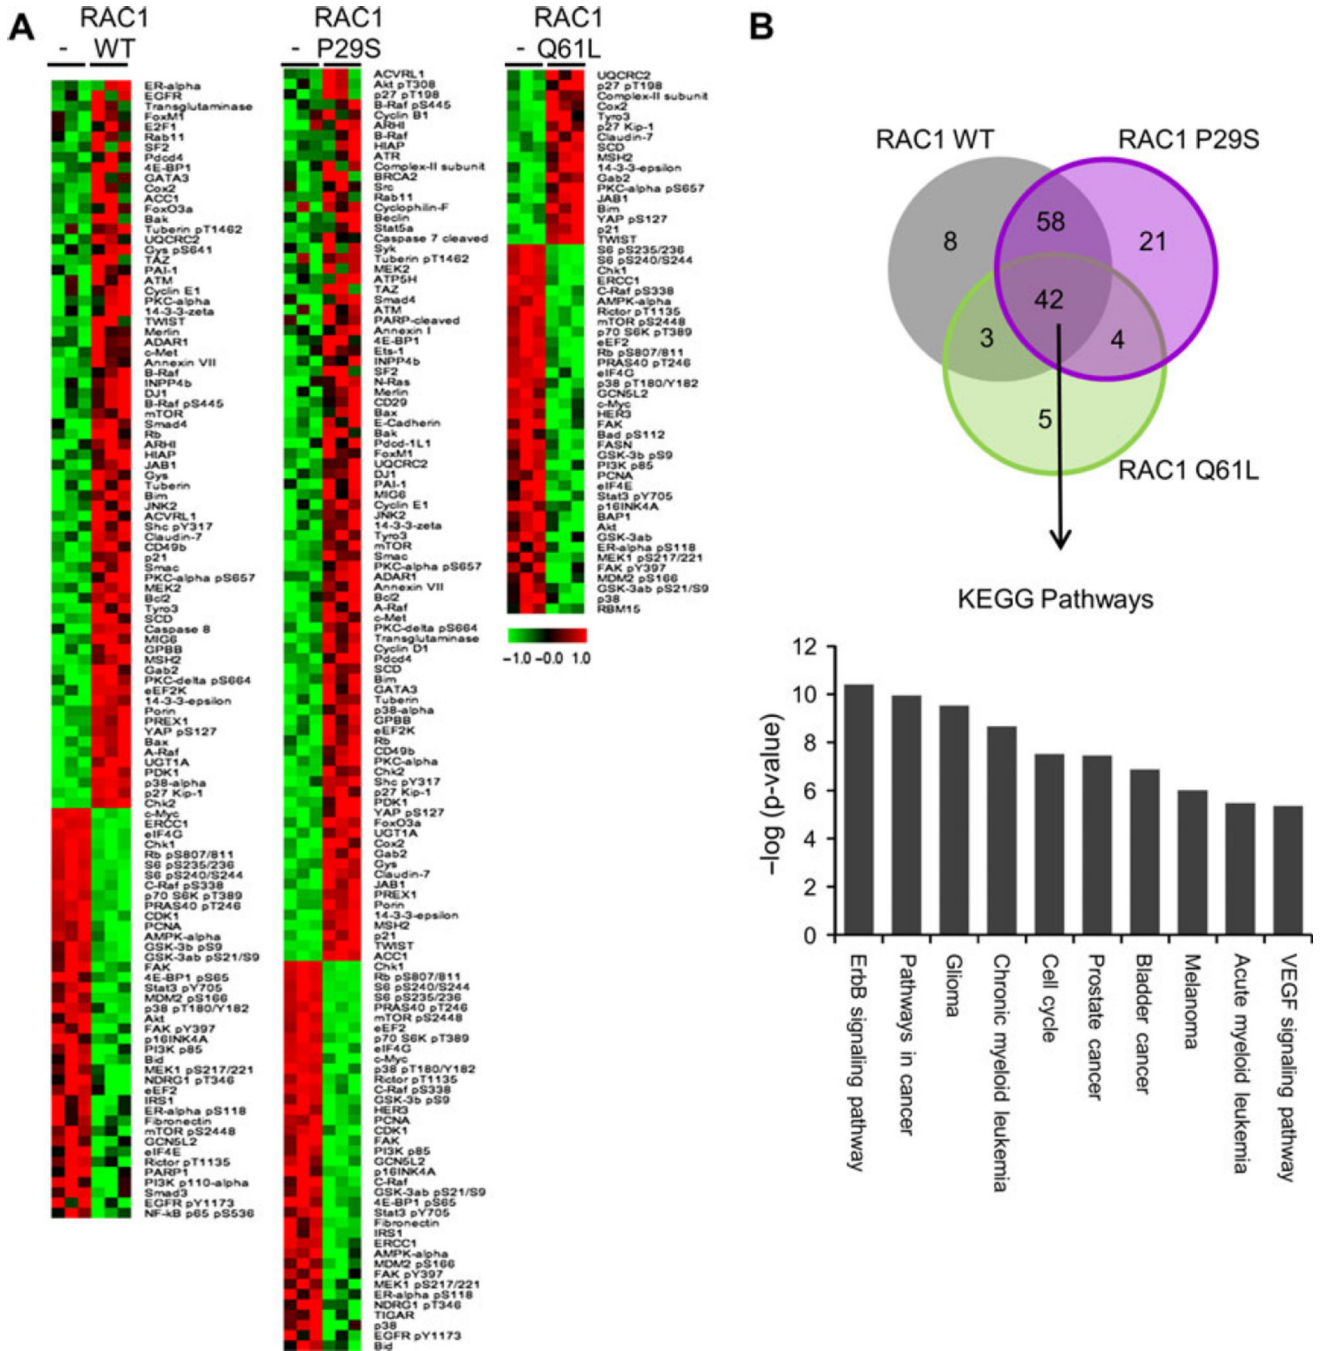 A
RAC1
- WT
ER-alpha
EGFR
Transglutaminase
FoxM1
E2F1
Rab11
SF2
Pdcd4
4E-BP1
GATA3
Cox2
ACC1
FoxO3a
Bak
Tuberin pT1462
UQCRC2
Gys pS641
TAZ
PAI-1
ATM
Cyclin E1
PKC-alpha
14-3-3-zeta
TWIST
Merlin
ADAR1
c-Met
Annexin VII
B-Raf
INPP4b
DJ1
B-Raf pS445
mTOR
Smad4
Rb
ARHI
HIAP
JAB1
Gys
Tuberin
Bim
JNK2
ACVRL1
Shc pY317
Claudin-7
CD49b
p21
Smac
PKC-alpha pS657
MEK2
Bcl2
Tyro3
SCD
Caspase 8
MIG6
GPBB
MSH2
Gab2
PKC-delta pS664
eEF2K
14-3-3-epsilon
Porin
PREX1
YAP pS127
Bax
A-Raf
UGT1A
PDK1
p38-alpha
p27 Kip-1
Chk2
c-Myc
ERCC1
eIF4G
Chk1
Rb pS807/811
S6 pS235/236
S6 pS240/S244
C-Raf pS338
p70 S6K pT389
PRAS40 pT246
CDK1
PCNA
AMPK-alpha
GSK-3b pS9
GSK-3ab pS21/S9
FAK
4E-BP1 pS65
Stat3 pY705
MDM2 pS166
p38 pT180/Y182
Akt
FAK pY397
p16INK4A
PI3K p85
Bid
MEK1 pS217/221
NDRG1 pT346
eEF2
IRS1
ER-alpha pS118
Fibronectin
mTOR pS2448
GCN5L2
eIF4E
Rictor pT1135
PARP1
PI3K p110-alpha
Smad3
EGFR pY1173
NF-kB p65 pS536
RAC1
- P29S
ACVRL1
Akt pT308
p27 pT198
B-Raf pS445
Cyclin B1
ARHI
B-Raf
HIAP
ATR
Complex-II subunit
BRCA2
Src
Rab11
Cyclophilin-F
Beclin
Stat5a
Caspase 7 cleaved
Syk
Tuberin pT1462
MEK2
ATP5H
TAZ
Smad4
ATM
PARP-cleaved
Annexin I
4E-BP1
Ets-1
INPP4b
SF2
N-Ras
Merlin
CD29
Bax
E-Cadherin
Bak
Pdcd-1L1
FoxM1
UQCRC2
DJ1
PAI-1
MIG6
Cyclin E1
JNK2
14-3-3-zeta
Tyro3
mTOR
Smac
PKC-alpha pS657
ADAR1
Annexin VII
Bcl2
A-Raf
c-Met
PKC-delta pS664
Transglutaminase
Cyclin D1
Pdcd4
SCD
Bim
GATA3
Tuberin
p38-alpha
GPBB
eEF2K
Rb
CD49b
PKC-alpha
Chk2
Shc pY317
p27 Kip-1
PDK1
YAP pS127
FoxO3a
UGT1A
Cox2
Gab2
Gys
Claudin-7
JAB1
PREX1
Porin
14-3-3-epsilon
MSH2
p21
TWIST
ACC1
Chk1
Rb pS807/811
S6 pS240/S244
S6 pS235/236
PRAS40 pT246
mTOR pS2448
eEF2
p70 S6K pT389
eIF4G
c-Myc
p38 pT180/Y182
Rictor pT1135
C-Raf pS338
GSK-3b pS9
HER3
PCNA
CDK1
FAK
PI3K p85
GCN5L2
p16INK4A
C-Raf
GSK-3ab pS21/S9
4E-BP1 pS65
Stat3 pY705
Fibronectin
IRS1
ERCC1
AMPK-alpha
MDM2 pS166
FAK pY397
MEK1 pS217/221
ER-alpha pS118
NDRG1 pT346
TIGAR
p38
EGFR pY1173
Bid
RAC1
- Q61L
UQCRC2
p27 pT198
Complex-II subunit
Cox2
Tyro3
p27 Kip-1
Claudin-7
SCD
MSH2
14-3-3-epsilon
Gab2
PKC-alpha pS657
JAB1
Bim
YAP pS127
p21
TWIST
S6 pS235/236
S6 pS240/S244
Chk1
ERCC1
C-Raf pS338
AMPK-alpha
Rictor pT1135
mTOR pS2448
p70 S6K pT389
eEF2
Rb pS807/811
PRAS40 pT246
eIF4G
p38 pT180/Y182
GCN5L2
c-Myc
HER3
FAK
Bad pS112
FASN
GSK-3b pS9
PI3K p85
PCNA
eIF4E
Stat3 pY705
p16INK4A
BAP1
Akt
GSK-3ab
ER-alpha pS118
MEK1 pS217/221
FAK pY397
MDM2 pS166
GSK-3ab pS21/S9
p38
RBM15
−1.0 −0.0 1.0
B
RAC1 WT
RAC1 P29S
58
8
21
42
3
4
5
RAC1 Q61L
KEGG Pathways
− log (p-value)
12
10
8
6
4
2
0
ErbB signaling pathway
Pathways in cancer
Glioma
Chronic myeloid leukemia
Cell cycle
Prostate cancer
Bladder cancer
Melanoma
Acute myeloid leukemia
VEGF signaling pathway